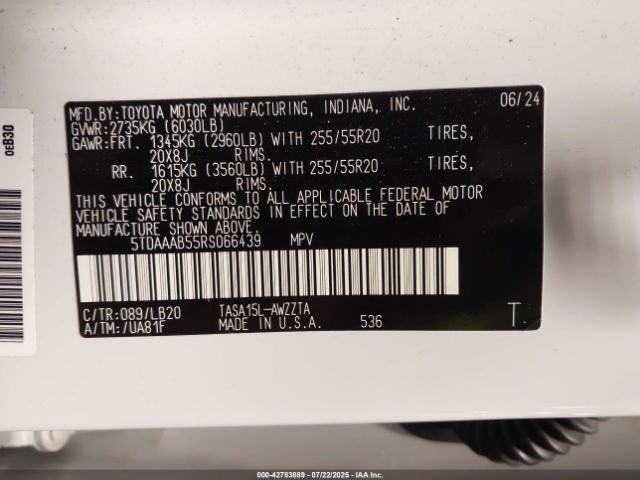 MFD.BY:TOYOTA MOTOR MANUFACTURING, INDIANA, INC. 06/24
GVWR:2735KG (6030LB)
GAWR:FRT. 1345KG (2960LB) WITH 255/55R20 TIRES,
20X8J RIMS.
RR. 1615KG (3560LB) WITH 255/55R20 TIRES,
20X8J RIMS.
THIS VEHICLE CONFORMS TO ALL APPLICABLE FEDERAL MOTOR
VEHICLE SAFETY STANDARDS IN EFFECT ON THE DATE OF
MANUFACTURE SHOWN ABOVE.
5TDAAAB55RS066439 MPV
C/TR:089/LB20 TASA15L-AWZZTA
A/TM:/UA81F MADE IN U.S.A. 536 T
0EB30
000-42783889 - 07/22/2025 - IAA Inc.